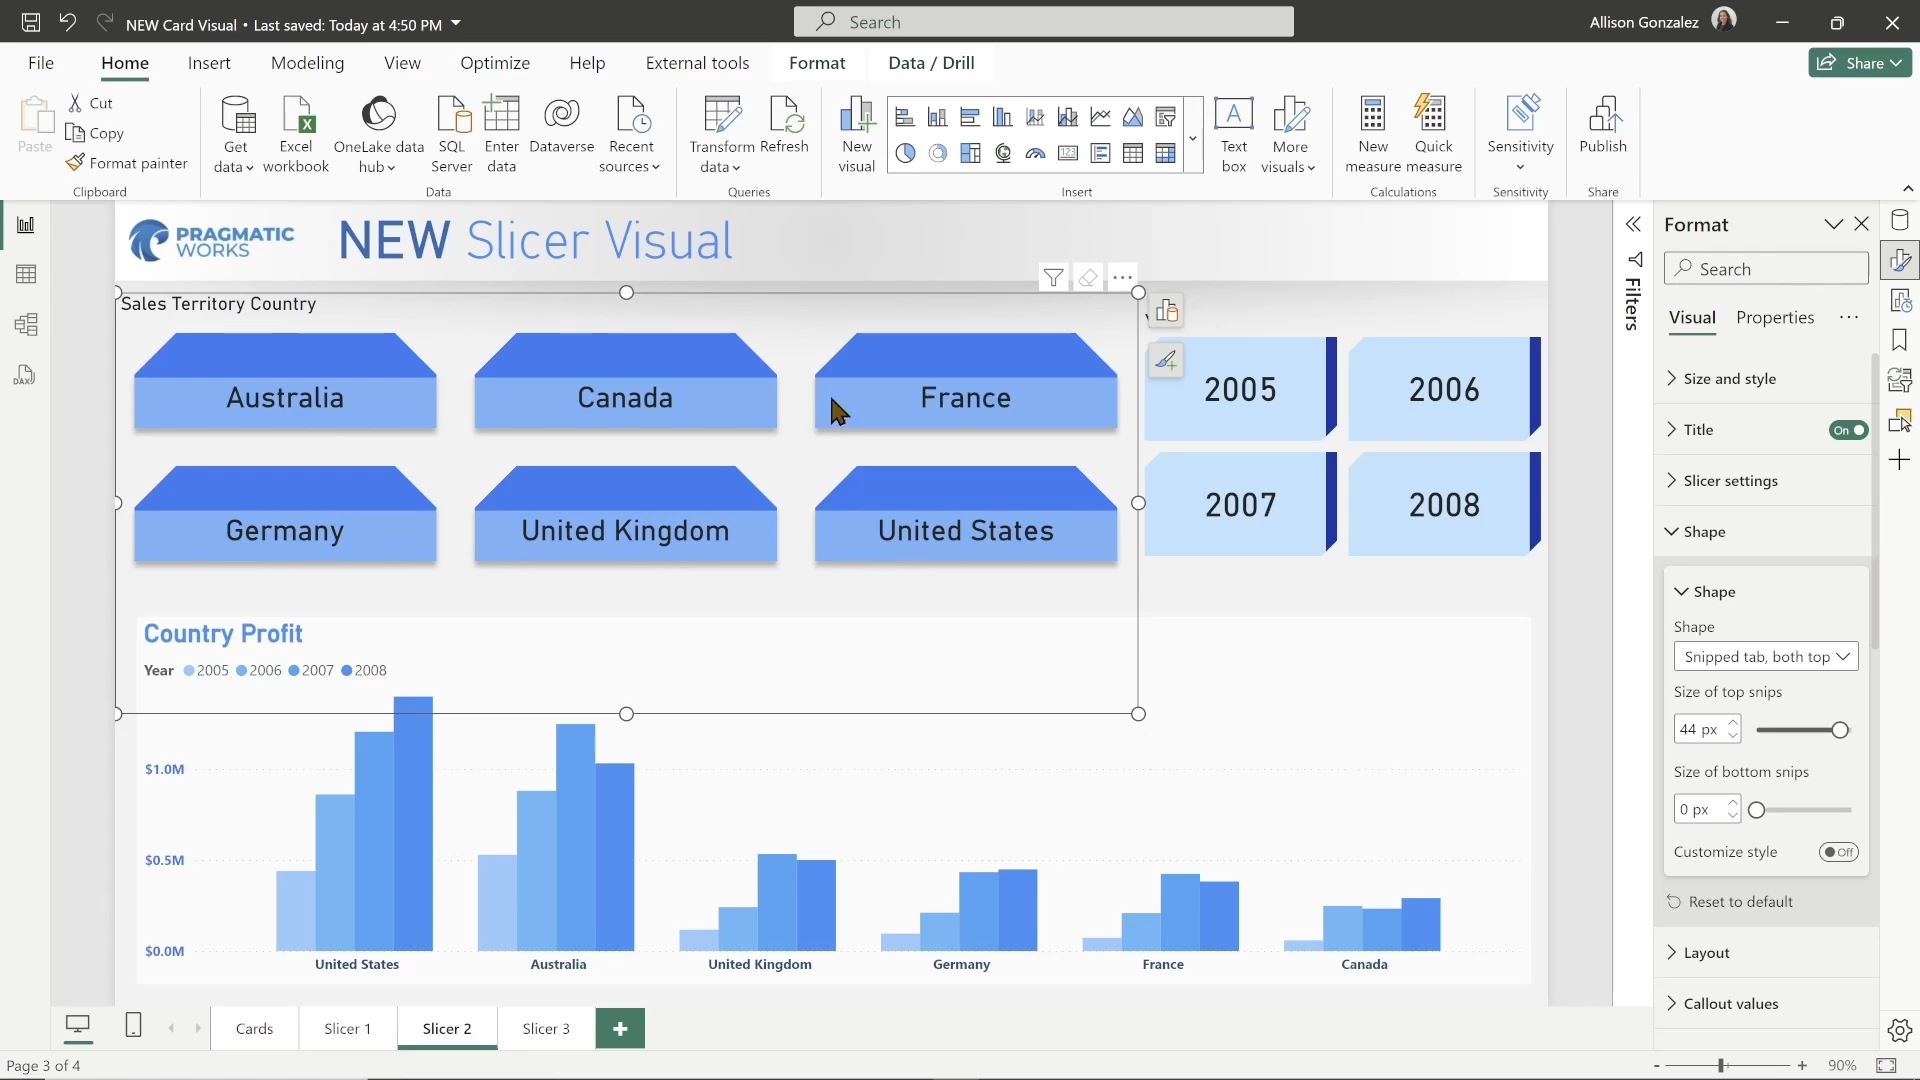 NEW Card Visual • Last saved: Today at 4:50 PM
Search
Allison Gonzalez
File Home Insert Modeling View Optimize Help External tools Format Data / Drill
Share
Paste
Cut
Copy
Format painter
Clipboard
Get data
Excel workbook
OneLake data hub
SQL Server
Enter data
Dataverse
Recent sources
Data
Transform data
Refresh
Queries
New visual
Text box
More visuals
Insert
New measure
Quick measure
Calculations
Sensitivity
Sensitivity
Publish
Share
PRAGMATIC
WORKS
NEW Slicer Visual
Sales Territory Country
Australia Canada France
Germany United Kingdom United States
2005 2006
2007 2008
Country Profit
Year 2005 2006 2007 2008
$1.0M
$0.5M
$0.0M
United States Australia United Kingdom Germany France Canada
Filters
Format
Search
Visual Properties
Size and style
Title On
Slicer settings
Shape
Shape
Shape
Snipped tab, both top
Size of top snips
44 px
Size of bottom snips
0 px
Customize style Off
Reset to default
Layout
Callout values
DAX
Cards Slicer 1 Slicer 2 Slicer 3
Page 3 of 4
90%